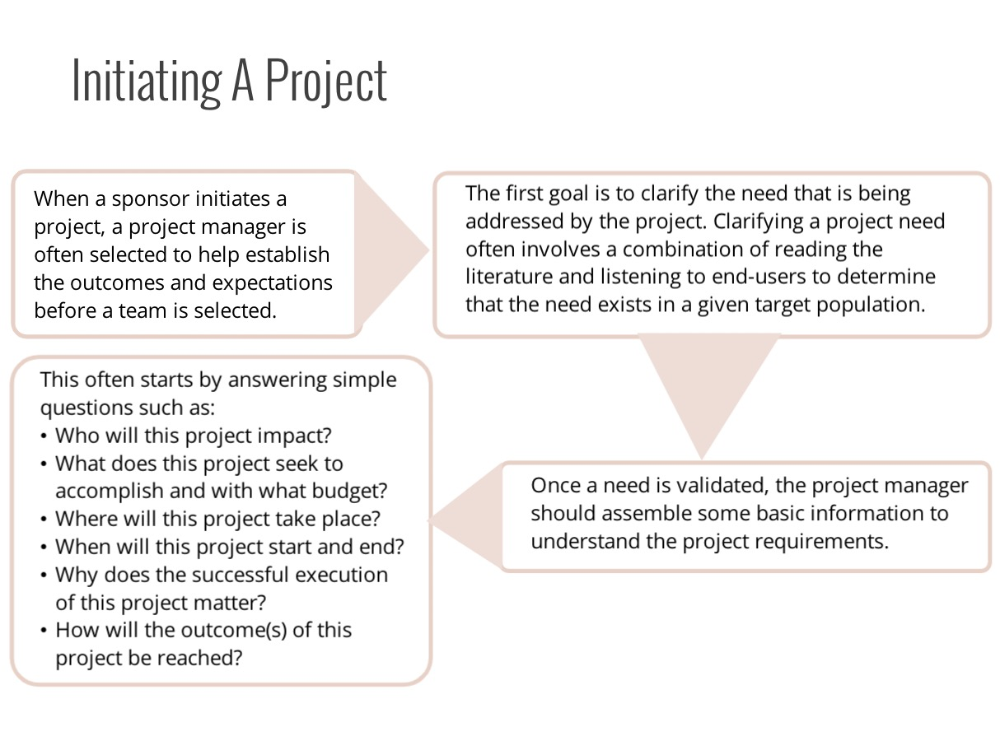 Initiating A Project
When a sponsor initiates a
project, a project manager is
often selected to help establish
the outcomes and expectations
before a team is selected.
The first goal is to clarify the need that is being
addressed by the project. Clarifying a project need
often involves a combination of reading the
literature and listening to end-users to determine
that the need exists in a given target population.
Once a need is validated, the project manager
should assemble some basic information to
understand the project requirements.
This often starts by answering simple
questions such as:
• Who will this project impact?
• What does this project seek to
accomplish and with what budget?
• Where will this project take place?
• When will this project start and end?
• Why does the successful execution
of this project matter?
• How will the outcome(s) of this
project be reached?